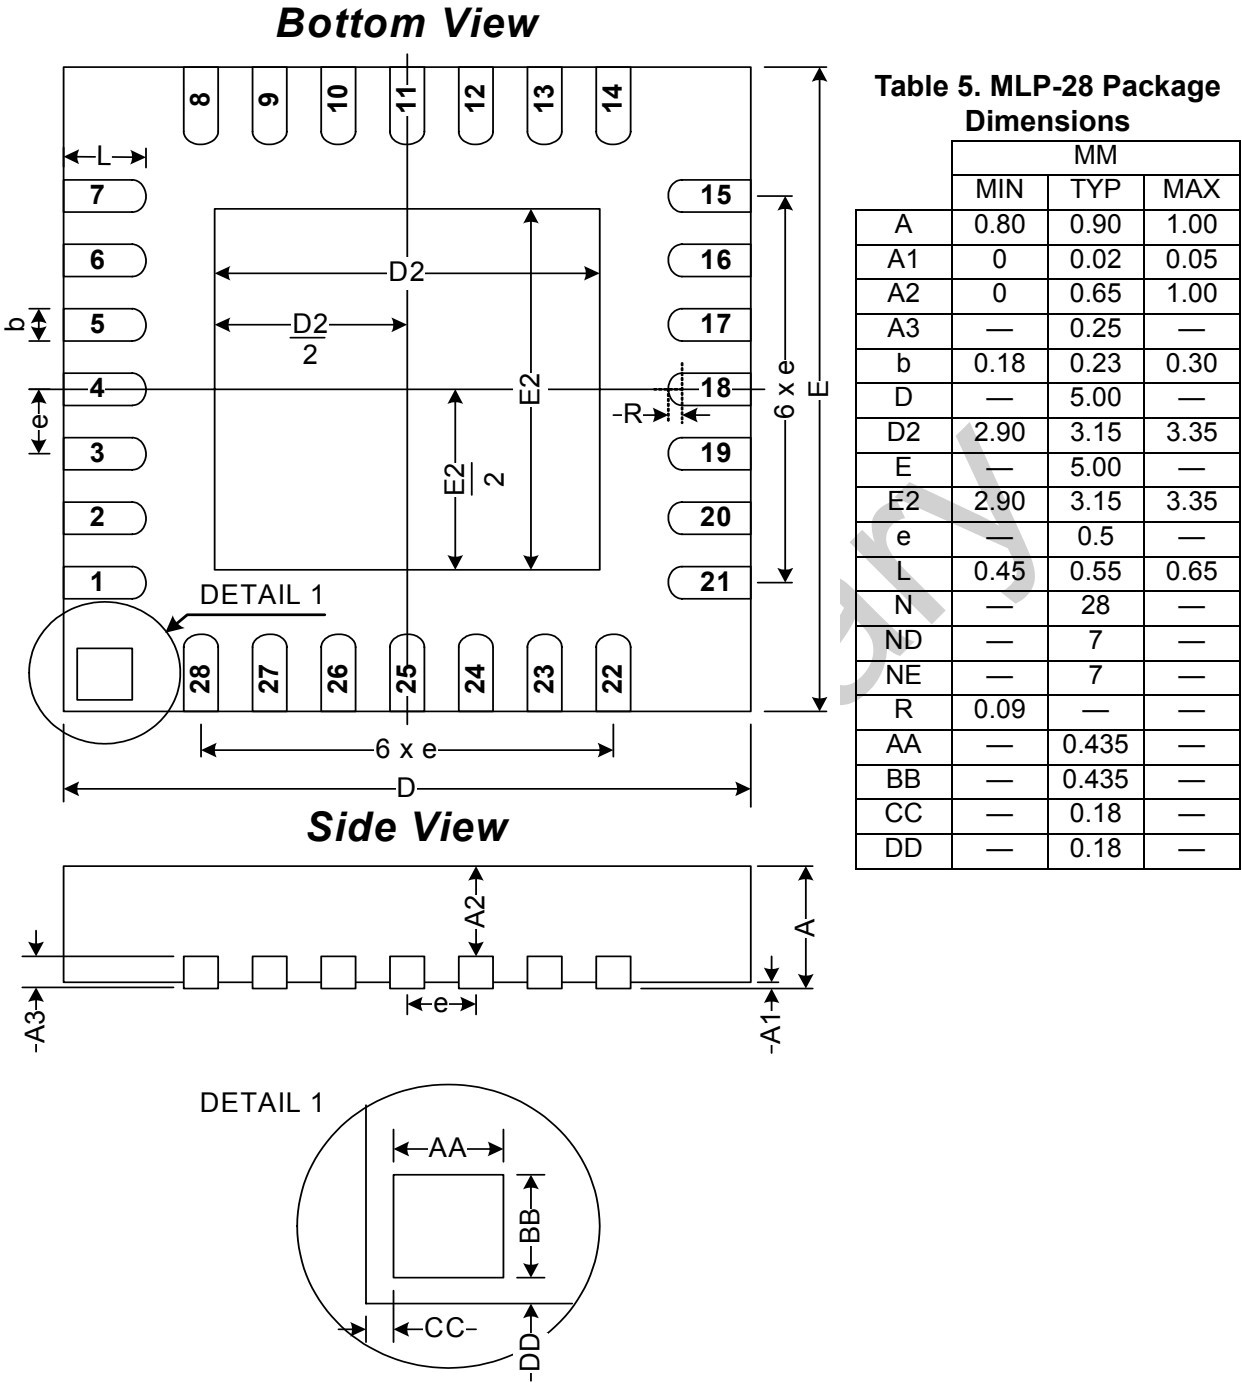 Bottom View
8 9 10 11 12 13 14
L
7
6
5
4
3
2
1
b
e
15
16
17
18
19
20
21
D2
D2
2
E2
E2
2
R
6 x e
E
DETAIL 1
28 27 26 25 24 23 22
6 x e
D
Side View
A2
A
A3
e
A1
DETAIL 1
AA
BB
CC
DD
Table 5. MLP-28 Package
Dimensions
MM
MIN TYP MAX
A 0.80 0.90 1.00
A1 0 0.02 0.05
A2 0 0.65 1.00
A3 — 0.25 —
b 0.18 0.23 0.30
D — 5.00 —
D2 2.90 3.15 3.35
E — 5.00 —
E2 2.90 3.15 3.35
e — 0.5 —
L 0.45 0.55 0.65
N — 28 —
ND — 7 —
NE — 7 —
R 0.09 — —
AA — 0.435 —
BB — 0.435 —
CC — 0.18 —
DD — 0.18 —